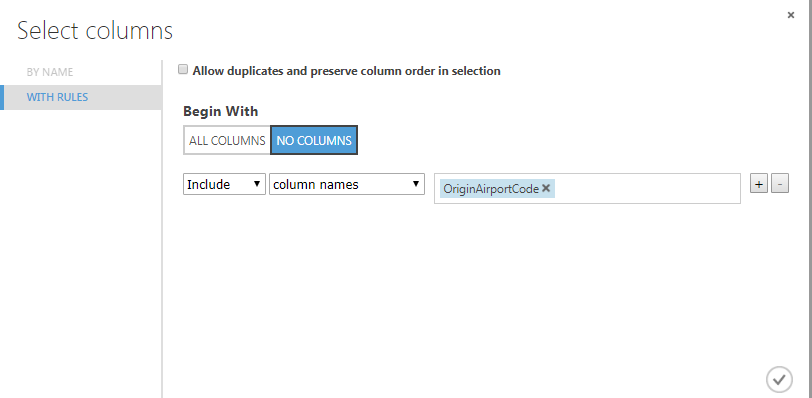 Select columns
BY NAME
WITH RULES
Allow duplicates and preserve column order in selection
Begin With
ALL COLUMNS NO COLUMNS
Include column names OriginAirportCode × + -